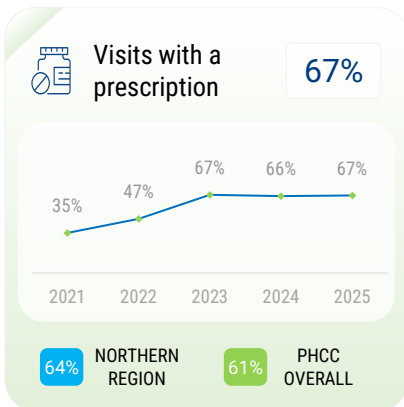 Visits with a
prescription
67%
35%
47%
67%
66%
67%
2021
2022
2023
2024
2025
64%
NORTHERN
REGION
61%
PHCC
OVERALL